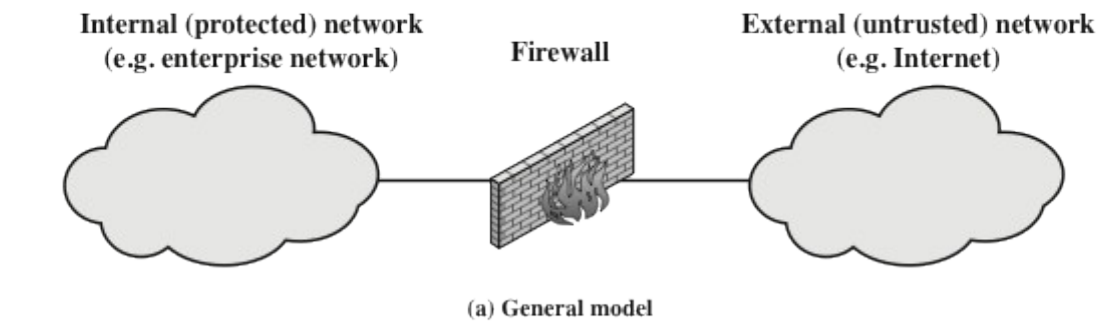 Internal (protected) network
(e.g. enterprise network)
Firewall
External (untrusted) network
(e.g. Internet)
(a) General model